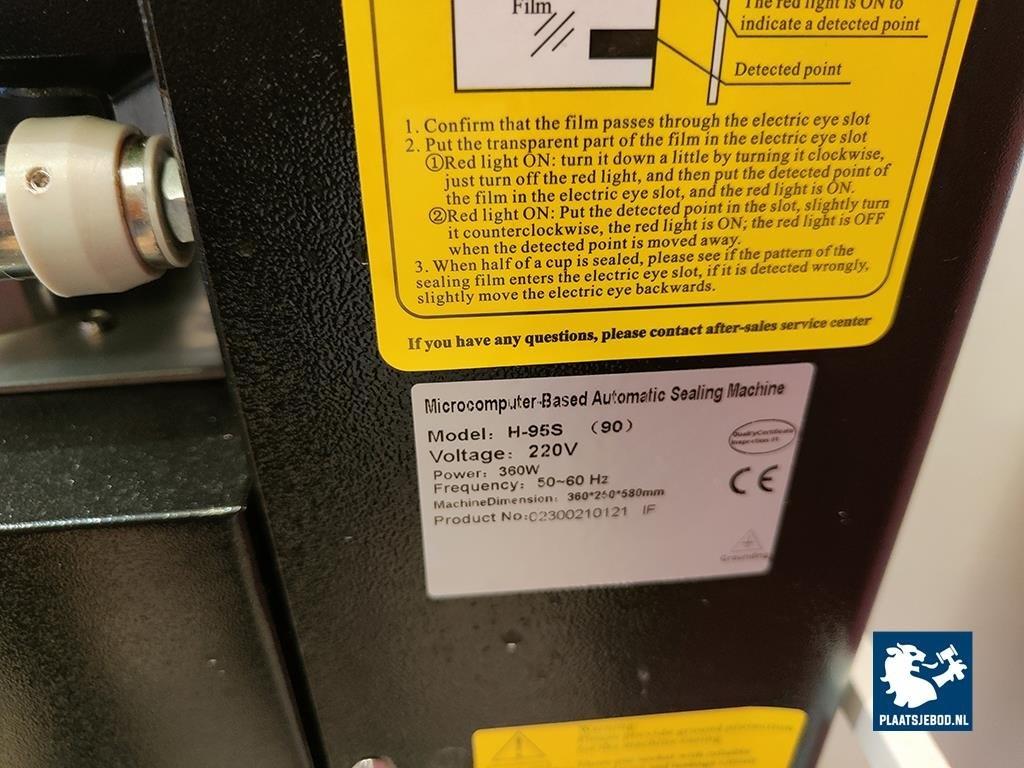 Film
The red light is ON to
indicate a detected point
Detected point
1. Confirm that the film passes through the electric eye slot
2. Put the transparent part of the film in the electric eye slot
①Red light ON: turn it down a little by turning it clockwise,
just turn off the red light, and then put the detected point of
the film in the electric eye slot, and the red light is ON.
②Red light ON: Put the detected point in the slot, slightly turn
it counterclockwise, the red light is ON; the red light is OFF
when the detected point is moved away.
3. When half of a cup is sealed, please see if the pattern of the
sealing film enters the electric eye slot, if it is detected wrongly,
slightly move the electric eye backwards.
If you have any questions, please contact after-sales service center
Microcomputer-Based Automatic Sealing Machine
Model: H-95S (90)
Voltage: 220V
Power: 360W
Frequency: 50~60 Hz
MachineDimension: 360*250*580mm
Product No:02300210121 IF
QualityCertificate
CE
Grounding
Warning
PLAATSJEBOD.NL